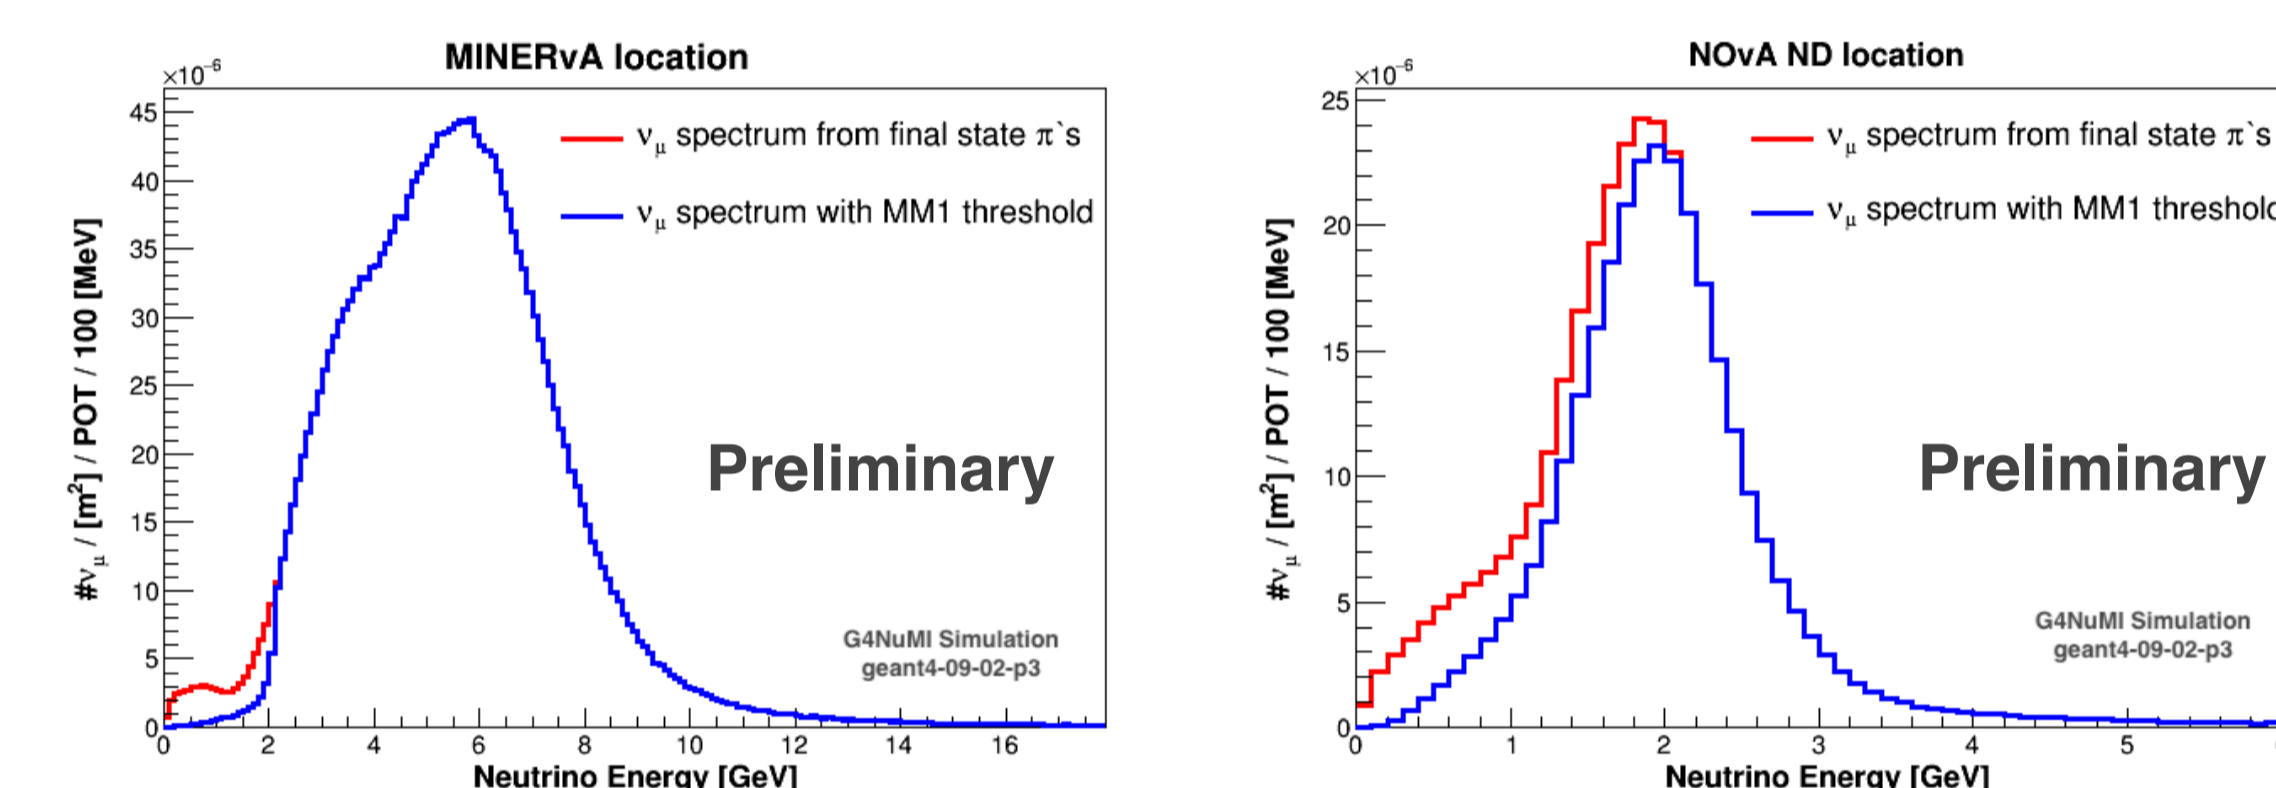 MINERvA location
×10⁻⁶
45
40
35
30
25
20
15
10
5
0
#νμ / [m²] / POT / 100 [MeV]
νμ spectrum from final state π`s
νμ spectrum with MM1 threshold
Preliminary
G4NuMI Simulation
geant4-09-02-p3
0 2 4 6 8 10 12 14 16
Neutrino Energy [GeV]
NOvA ND location
×10⁻⁶
25
20
15
10
5
0
#νμ / [m²] / POT / 100 [MeV]
νμ spectrum from final state π`s
νμ spectrum with MM1 threshold
Preliminary
G4NuMI Simulation
geant4-09-02-p3
0 1 2 3 4 5
Neutrino Energy [GeV]